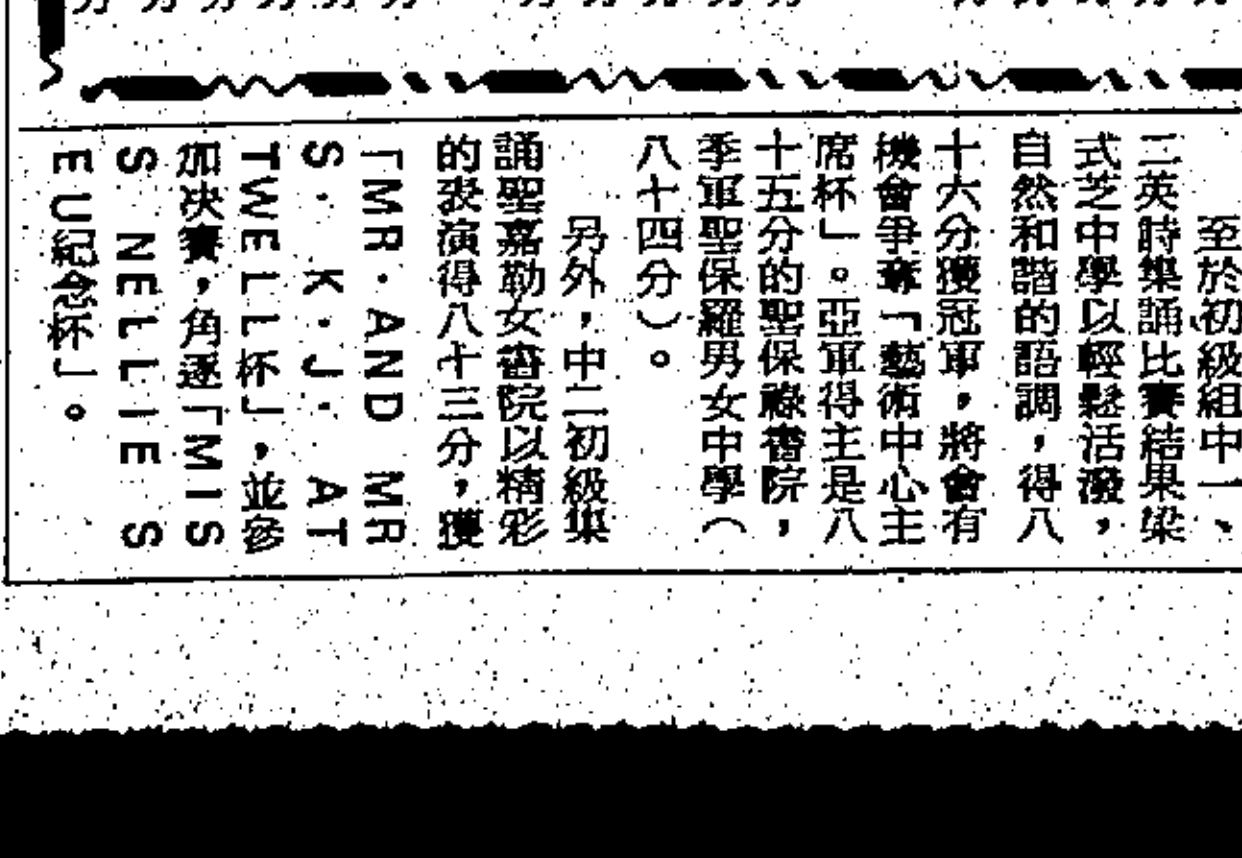 至於初級組中一、
二英詩集誦比賽結果梁
式芝中學以輕鬆活潑，
自然和諧的語調，得八
十六分獲冠軍，將會有
機會爭奪「藝術中心主
席杯」。亞軍得主是八
十五分的聖保祿書院，
季軍聖保羅男女中學（
八十四分）。
另外，中二初級集
誦聖嘉勒女書院以精彩
的表演得八十三分，獲
「MR．AND MR
S．K．J．AT
TWELL杯」，並參
加决賽，角逐「MIS
S NELLIE S
EU紀念杯」。